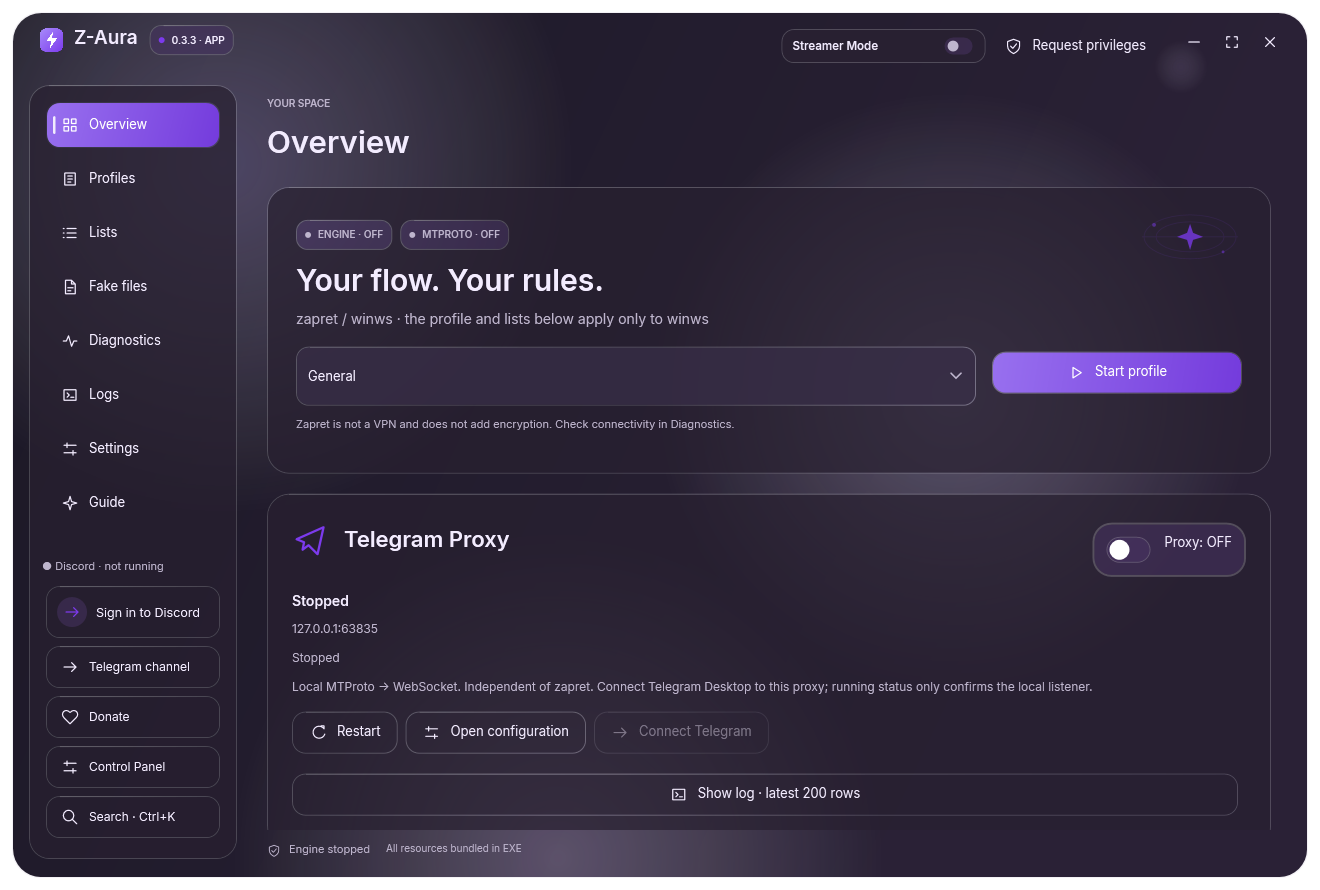 Z-Aura
0.3.3 · APP
Streamer Mode
Request privileges
Overview
Profiles
Lists
Fake files
Diagnostics
Logs
Settings
Guide
Discord · not running
Sign in to Discord
Telegram channel
Donate
Control Panel
Search · Ctrl+K
YOUR SPACE
Overview
ENGINE · OFF
MTPROTO · OFF
Your flow. Your rules.
zapret / winws · the profile and lists below apply only to winws
General
Start profile
Zapret is not a VPN and does not add encryption. Check connectivity in Diagnostics.
Telegram Proxy
Proxy: OFF
Stopped
127.0.0.1:63835
Stopped
Local MTProto → WebSocket. Independent of zapret. Connect Telegram Desktop to this proxy; running status only confirms the local listener.
Restart
Open configuration
Connect Telegram
Show log · latest 200 rows
Engine stopped
All resources bundled in EXE